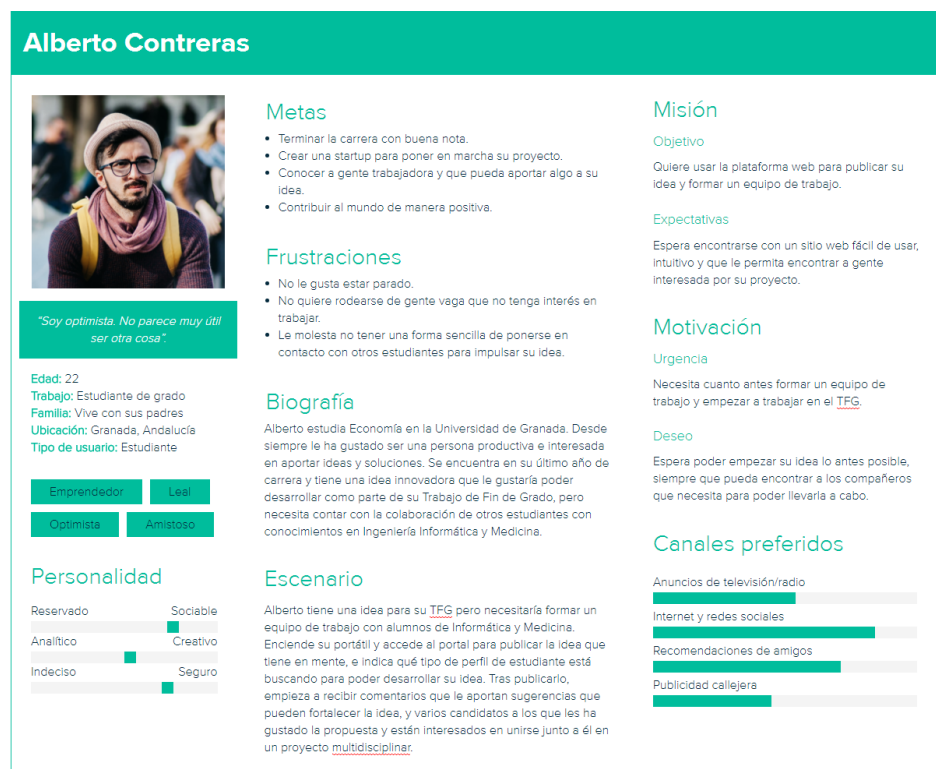 Alberto Contreras
"Soy optimista. No parece muy útil
ser otra cosa".
Edad: 22
Trabajo: Estudiante de grado
Familia: Vive con sus padres
Ubicación: Granada, Andalucía
Tipo de usuario: Estudiante
Emprendedor
Leal
Optimista
Amistoso
Personalidad
Reservado
Sociable
Analítico
Creativo
Indeciso
Seguro
Metas
• Terminar la carrera con buena nota.
• Crear una startup para poner en marcha su proyecto.
• Conocer a gente trabajadora y que pueda aportar algo a su
idea.
• Contribuir al mundo de manera positiva.
Frustraciones
• No le gusta estar parado.
• No quiere rodearse de gente vaga que no tenga interés en
trabajar.
• Le molesta no tener una forma sencilla de ponerse en
contacto con otros estudiantes para impulsar su idea.
Biografía
Alberto estudia Economía en la Universidad de Granada. Desde
siempre le ha gustado ser una persona productiva e interesada
en aportar ideas y soluciones. Se encuentra en su último año de
carrera y tiene una idea innovadora que le gustaría poder
desarrollar como parte de su Trabajo de Fin de Grado, pero
necesita contar con la colaboración de otros estudiantes con
conocimientos en Ingeniería Informática y Medicina.
Escenario
Alberto tiene una idea para su TFG pero necesitaría formar un
equipo de trabajo con alumnos de Informática y Medicina.
Enciende su portátil y accede al portal para publicar la idea que
tiene en mente, e indica qué tipo de perfil de estudiante está
buscando para poder desarrollar su idea. Tras publicarlo,
empieza a recibir comentarios que le aportan sugerencias que
pueden fortalecer la idea, y varios candidatos a los que les ha
gustado la propuesta y están interesados en unirse junto a él en
un proyecto multidisciplinar.
Misión
Objetivo
Quiere usar la plataforma web para publicar su
idea y formar un equipo de trabajo.
Expectativas
Espera encontrarse con un sitio web fácil de usar,
intuitivo y que le permita encontrar a gente
interesada por su proyecto.
Motivación
Urgencia
Necesita cuanto antes formar un equipo de
trabajo y empezar a trabajar en el TFG.
Deseo
Espera poder empezar su idea lo antes posible,
siempre que pueda encontrar a los compañeros
que necesita para poder llevarla a cabo.
Canales preferidos
Anuncios de televisión/radio
Internet y redes sociales
Recomendaciones de amigos
Publicidad callejera